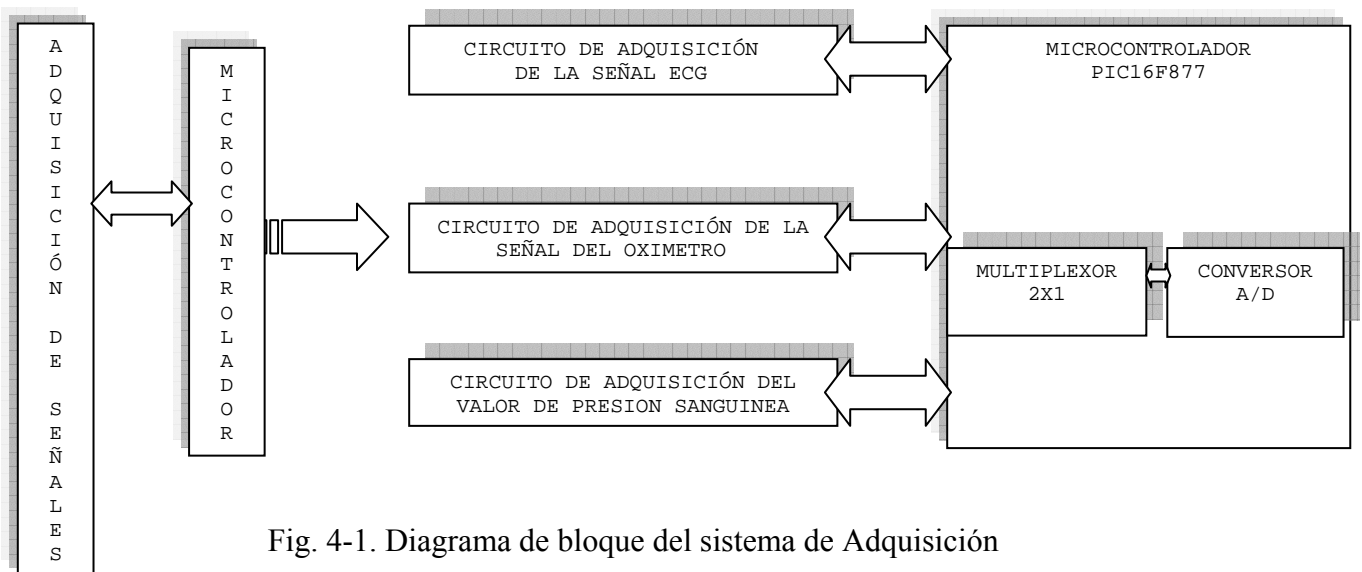 ADQUISICIÓN DE SEÑALES
MICROCONTROLADOR
CIRCUITO DE ADQUISICIÓN
DE LA SEÑAL ECG
CIRCUITO DE ADQUISICIÓN DE LA
SEÑAL DEL OXIMETRO
CIRCUITO DE ADQUISICIÓN DEL
VALOR DE PRESION SANGUINEA
MICROCONTROLADOR
PIC16F877
MULTIPLEXOR
2X1
CONVERSOR
A/D
Fig. 4-1. Diagrama de bloque del sistema de Adquisición